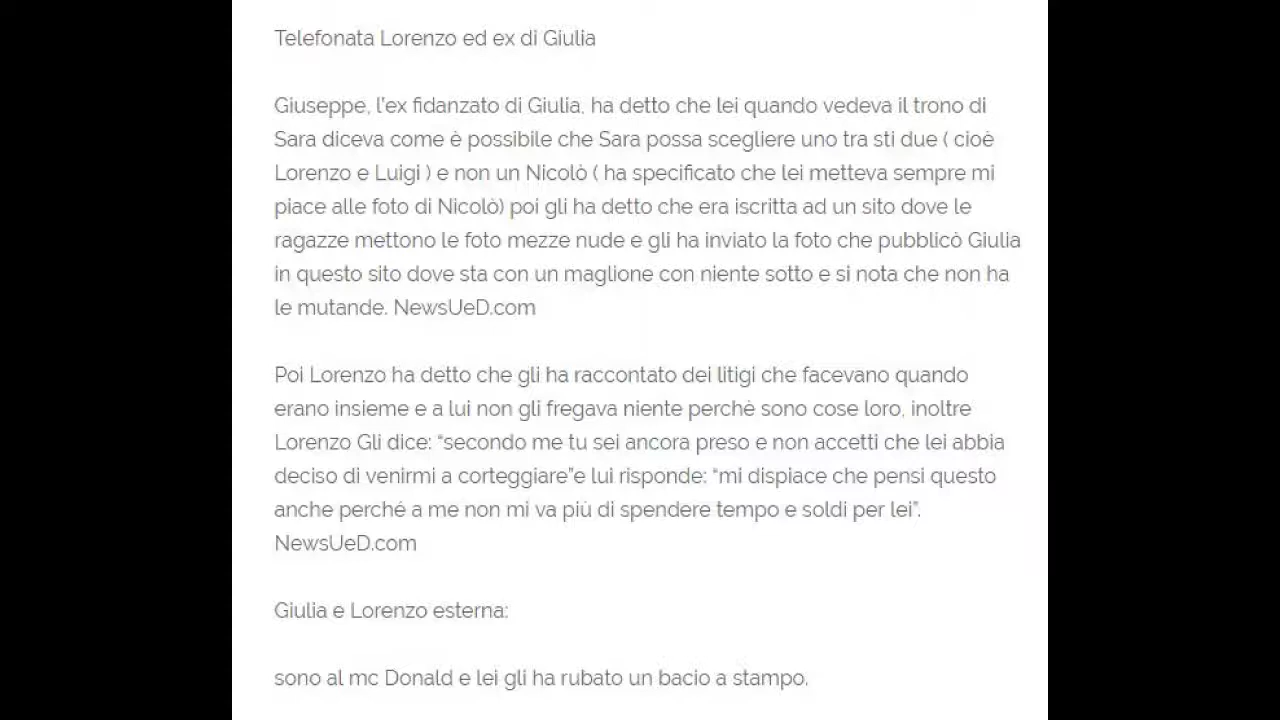 Telefonata Lorenzo ed ex di Giulia
Giuseppe, l'ex fidanzato di Giulia, ha detto che lei quando vedeva il trono di
Sara diceva come è possibile che Sara possa scegliere uno tra sti due ( cioè
Lorenzo e Luigi ) e non un Nicolò ( ha specificato che lei metteva sempre mi
piace alle foto di Nicolò) poi gli ha detto che era iscritta ad un sito dove le
ragazze mettono le foto mezze nude e gli ha inviato la foto che pubblicò Giulia
in questo sito dove sta con un maglione con niente sotto e si nota che non ha
le mutande. NewsUeD.com
Poi Lorenzo ha detto che gli ha raccontato dei litigi che facevano quando
erano insieme e a lui non gli fregava niente perchè sono cose loro, inoltre
Lorenzo Gli dice: “secondo me tu sei ancora preso e non accetti che lei abbia
deciso di venirmi a corteggiare”e lui risponde: “mi dispiace che pensi questo
anche perché a me non mi va più di spendere tempo e soldi per lei”.
NewsUeD.com
Giulia e Lorenzo esterna:
sono al mc Donald e lei gli ha rubato un bacio a stampo.